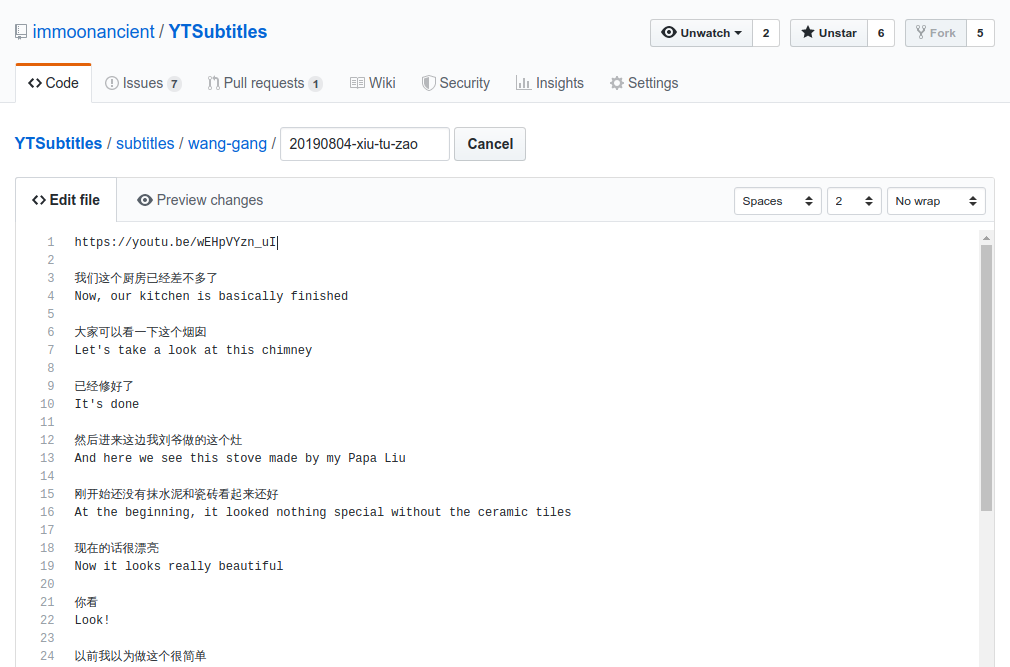 immoonancient / YTSubtitles
Unwatch 2 Unstar 6 Fork 5
Code Issues 7 Pull requests 1 Wiki Security Insights Settings
YTSubtitles / subtitles / wang-gang / 20190804-xiu-tu-zao Cancel
Edit file Preview changes Spaces 2 No wrap
1 https://youtu.be/wEHpVYzn_uI
2
3 我们这个厨房已经差不多了
4 Now, our kitchen is basically finished
5
6 大家可以看一下这个烟囱
7 Let's take a look at this chimney
8
9 已经修好了
10 It's done
11
12 然后进来这边我刘爷做的这个灶
13 And here we see this stove made by my Papa Liu
14
15 刚开始还没有抹水泥和瓷砖看起来还好
16 At the beginning, it looked nothing special without the ceramic tiles
17
18 现在的话很漂亮
19 Now it looks really beautiful
20
21 你看
22 Look!
23
24 以前我以为做这个很简单